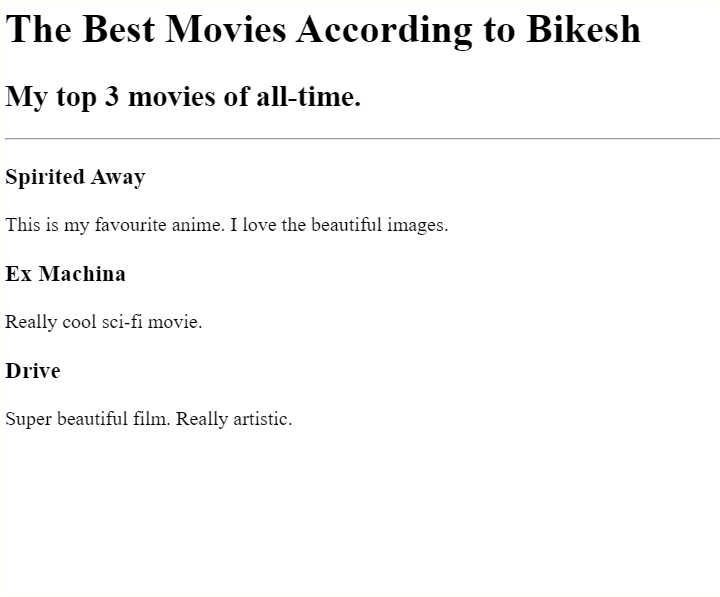 The Best Movies According to Bikesh
My top 3 movies of all-time.
Spirited Away
This is my favourite anime. I love the beautiful images.
Ex Machina
Really cool sci-fi movie.
Drive
Super beautiful film. Really artistic.